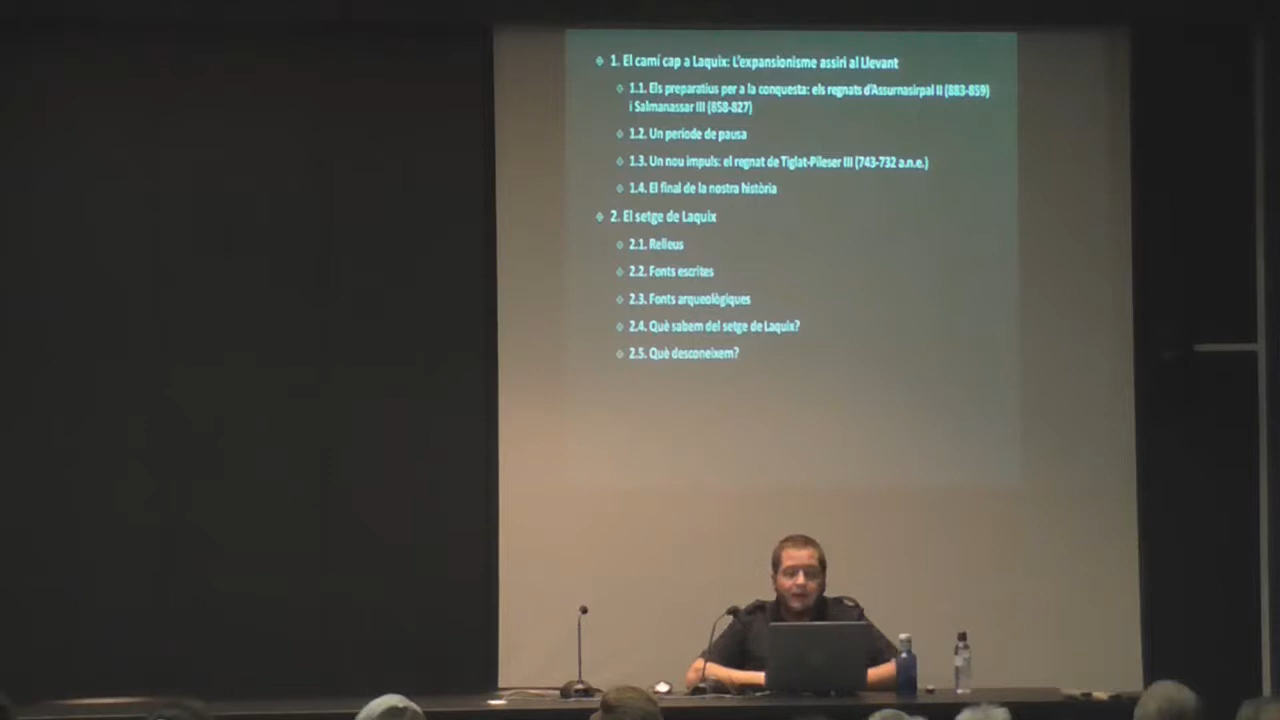 1. El camí cap a Laquix: L'expansionisme assiri al Llevant
1.1. Els preparatius per a la conquesta: els regnats d'Assurnasirpal II (883-859)
i Salmanassar III (858-827)
1.2. Un període de pausa
1.3. Un nou impuls: el regnat de Tiglat-Pileser III (743-732 a.n.e.)
1.4. El final de la nostra història
2. El setge de Laquix
2.1. Relleus
2.2. Fonts escrites
2.3. Fonts arqueològiques
2.4. Què sabem del setge de Laquix?
2.5. Què desconeixem?